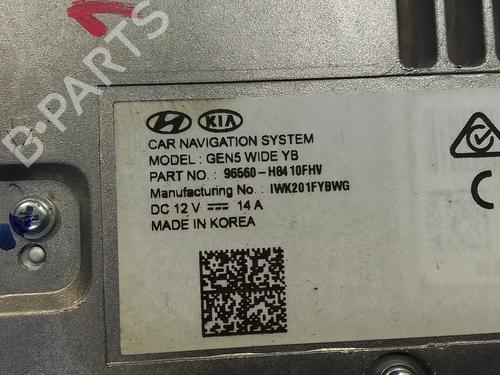 B-PARTS
KIA
CAR NAVIGATION SYSTEM
MODEL : GEN5 WIDE YB
PART NO. : 96560-H8410FHV
Manufacturing No. : IWK201FYBWG
DC 12 V ⎓ 14 A
MADE IN KOREA